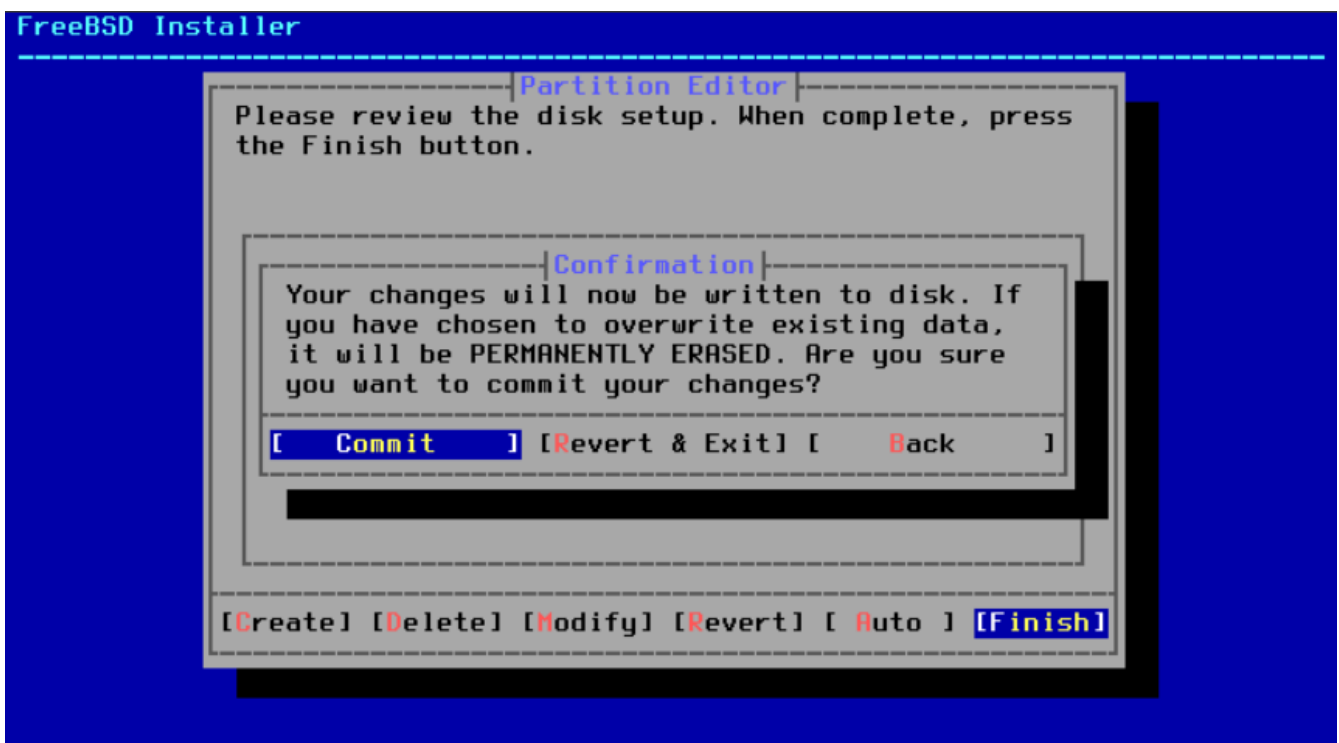 FreeBSD Installer
Partition Editor
Please review the disk setup. When complete, press
the Finish button.
Confirmation
Your changes will now be written to disk. If
you have chosen to overwrite existing data,
it will be PERMANENTLY ERASED. Are you sure
you want to commit your changes?
[ Commit ] [Revert & Exit] [ Back ]
[Create] [Delete] [Modify] [Revert] [ Auto ] [Finish]